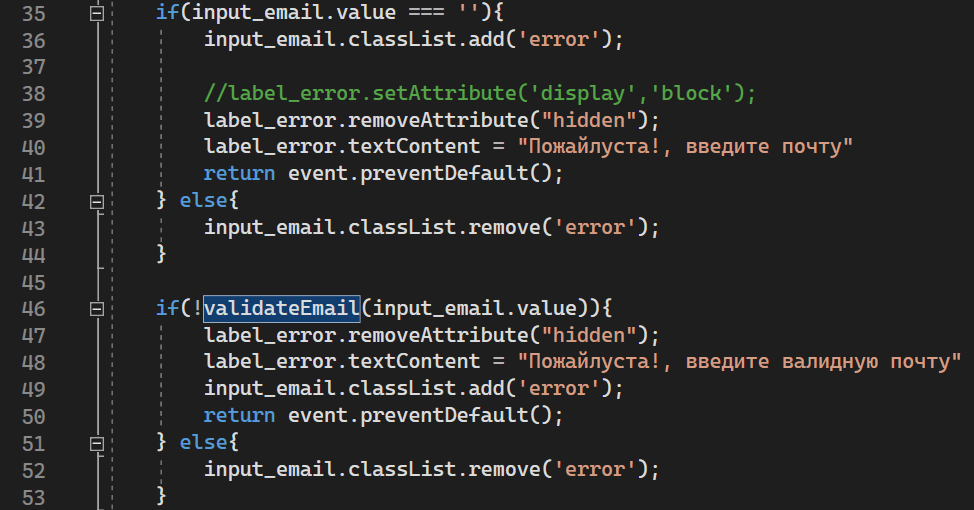 35 if(input_email.value === ''){
36 input_email.classList.add('error');
37
38 //label_error.setAttribute('display','block');
39 label_error.removeAttribute("hidden");
40 label_error.textContent = "Пожайлуста!, введите почту"
41 return event.preventDefault();
42 } else{
43 input_email.classList.remove('error');
44 }
45
46 if(!validateEmail(input_email.value)){
47 label_error.removeAttribute("hidden");
48 label_error.textContent = "Пожайлуста!, введите валидную почту"
49 input_email.classList.add('error');
50 return event.preventDefault();
51 } else{
52 input_email.classList.remove('error');
53 }